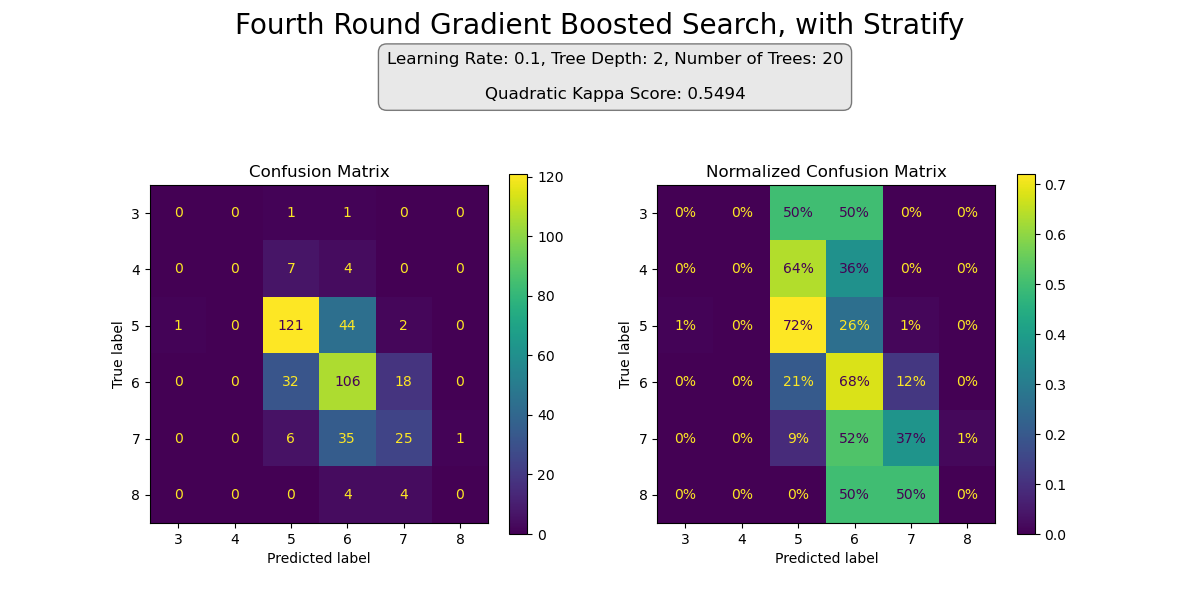 Fourth Round Gradient Boosted Search, with Stratify
Learning Rate: 0.1, Tree Depth: 2, Number of Trees: 20
Quadratic Kappa Score: 0.5494
Confusion Matrix
True label
3 0 0 1 1 0 0
4 0 0 7 4 0 0
5 1 0 121 44 2 0
6 0 0 32 106 18 0
7 0 0 6 35 25 1
8 0 0 0 4 4 0
3 4 5 6 7 8
Predicted label
120
100
80
60
40
20
0
Normalized Confusion Matrix
True label
3 0% 0% 50% 50% 0% 0%
4 0% 0% 64% 36% 0% 0%
5 1% 0% 72% 26% 1% 0%
6 0% 0% 21% 68% 12% 0%
7 0% 0% 9% 52% 37% 1%
8 0% 0% 0% 50% 50% 0%
3 4 5 6 7 8
Predicted label
0.7
0.6
0.5
0.4
0.3
0.2
0.1
0.0